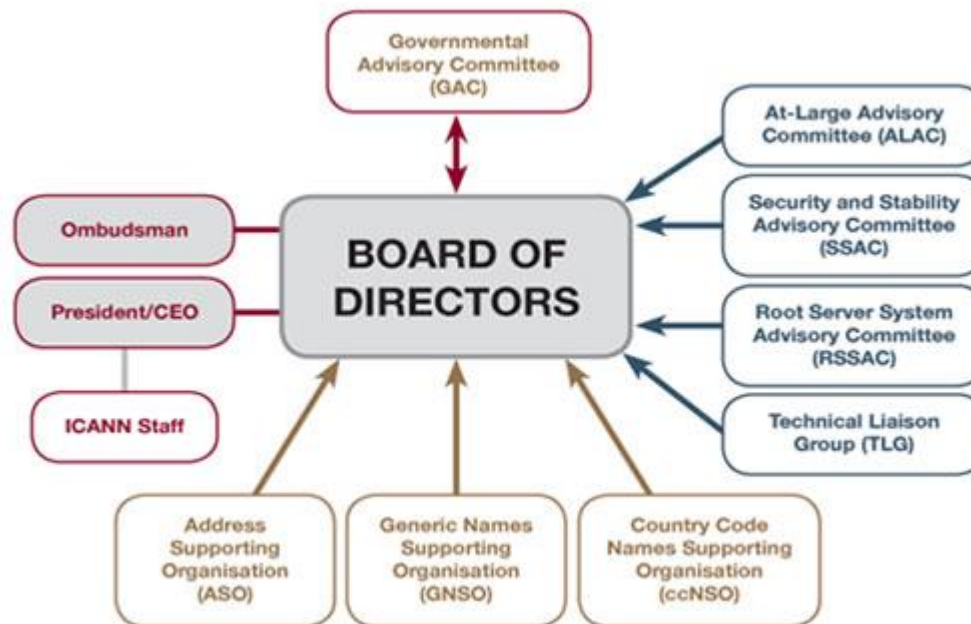 Governmental
Advisory Committee
(GAC)
At-Large Advisory
Committee (ALAC)
Ombudsman
Security and Stability
Advisory Committee
(SSAC)
BOARD OF
DIRECTORS
President/CEO
Root Server System
Advisory Committee
(RSSAC)
ICANN Staff
Technical Liaison
Group (TLG)
Address
Supporting
Organisation
(ASO)
Generic Names
Supporting
Organisation
(GNSO)
Country Code
Names Supporting
Organisation
(ccNSO)